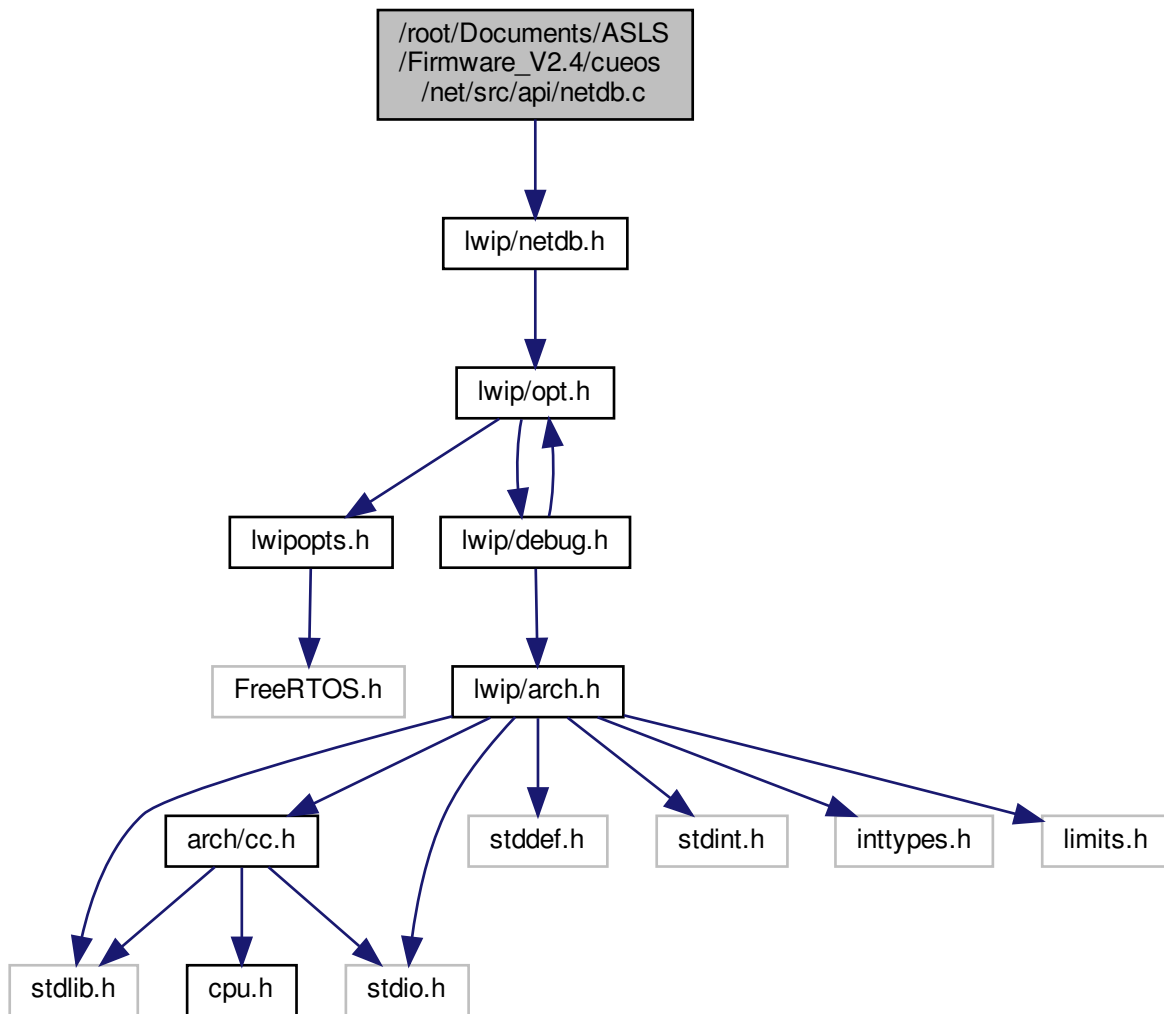 /root/Documents/ASLS
/Firmware_V2.4/cueos
/net/src/api/netdb.c
lwip/netdb.h
lwip/opt.h
lwipopts.h
lwip/debug.h
FreeRTOS.h
lwip/arch.h
arch/cc.h
stddef.h
stdint.h
inttypes.h
limits.h
stdlib.h
cpu.h
stdio.h